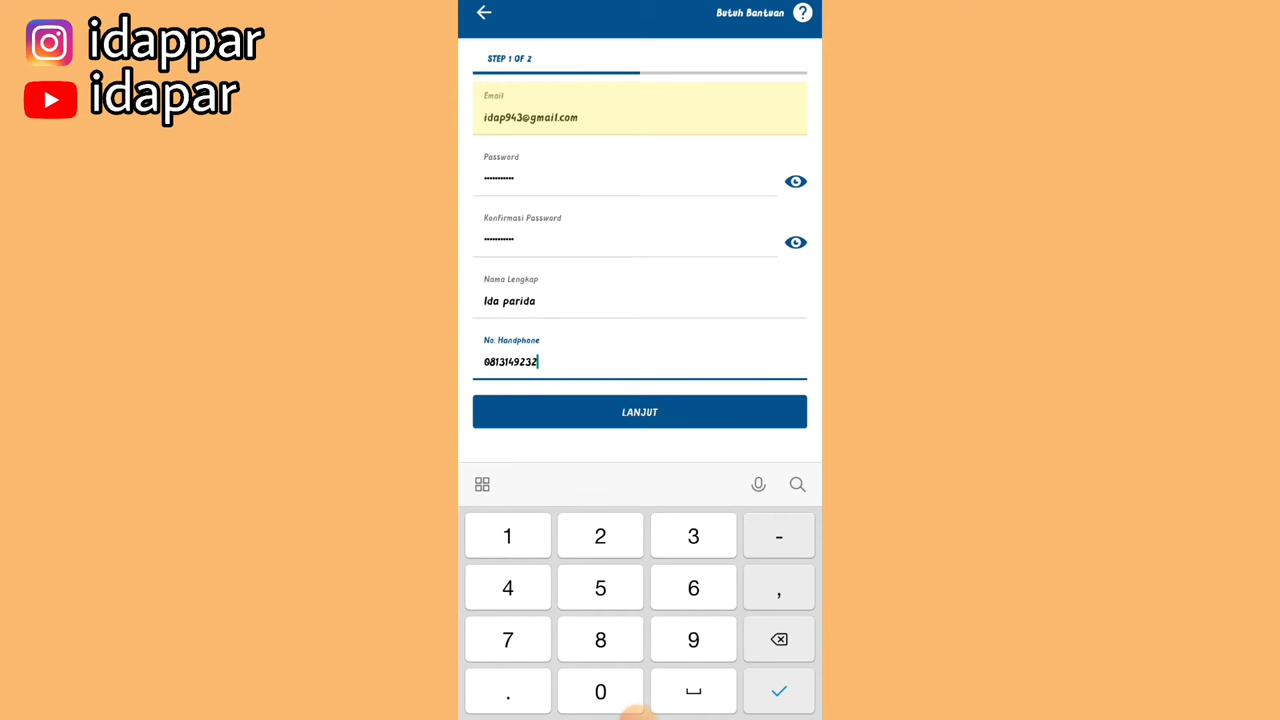 idappar
idapar
Butuh Bantuan ?
STEP 1 OF 2
Email
idap943@gmail.com
Password
•••••••••••
Konfirmasi Password
•••••••••••
Nama Lengkap
Ida parida
No. Handphone
0813149232
LANJUT
1 2 3 -
4 5 6 ,
7 8 9
. 0